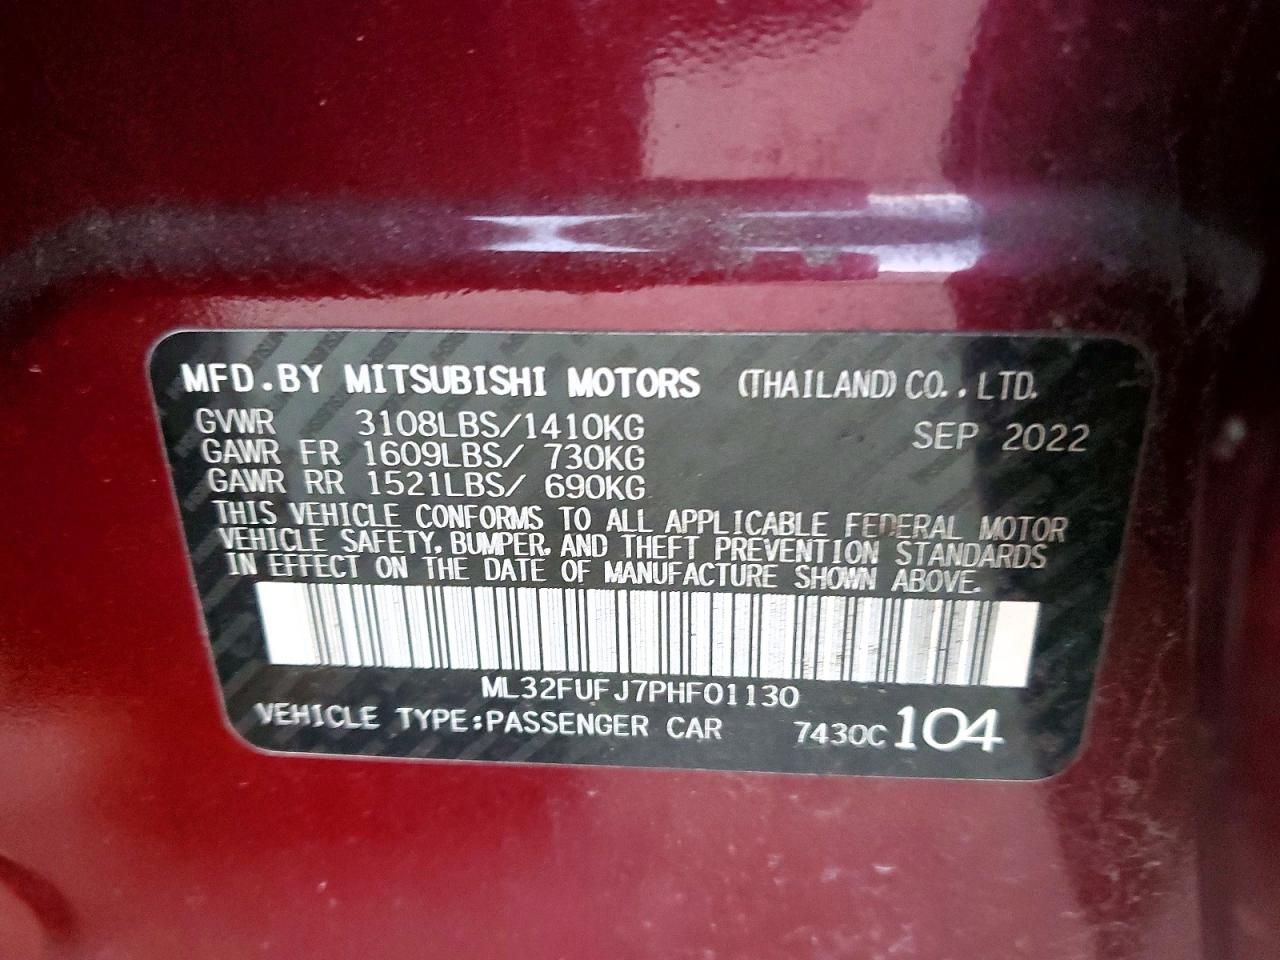 MFD.BY MITSUBISHI MOTORS (THAILAND) CO.,LTD.
GVWR 3108LBS/1410KG SEP 2022
GAWR FR 1609LBS/ 730KG
GAWR RR 1521LBS/ 690KG
THIS VEHICLE CONFORMS TO ALL APPLICABLE FEDERAL MOTOR
VEHICLE SAFETY, BUMPER, AND THEFT PREVENTION STANDARDS
IN EFFECT ON THE DATE OF MANUFACTURE SHOWN ABOVE.
ML32FUFJ7PHF01130
VEHICLE TYPE:PASSENGER CAR 7430C 104